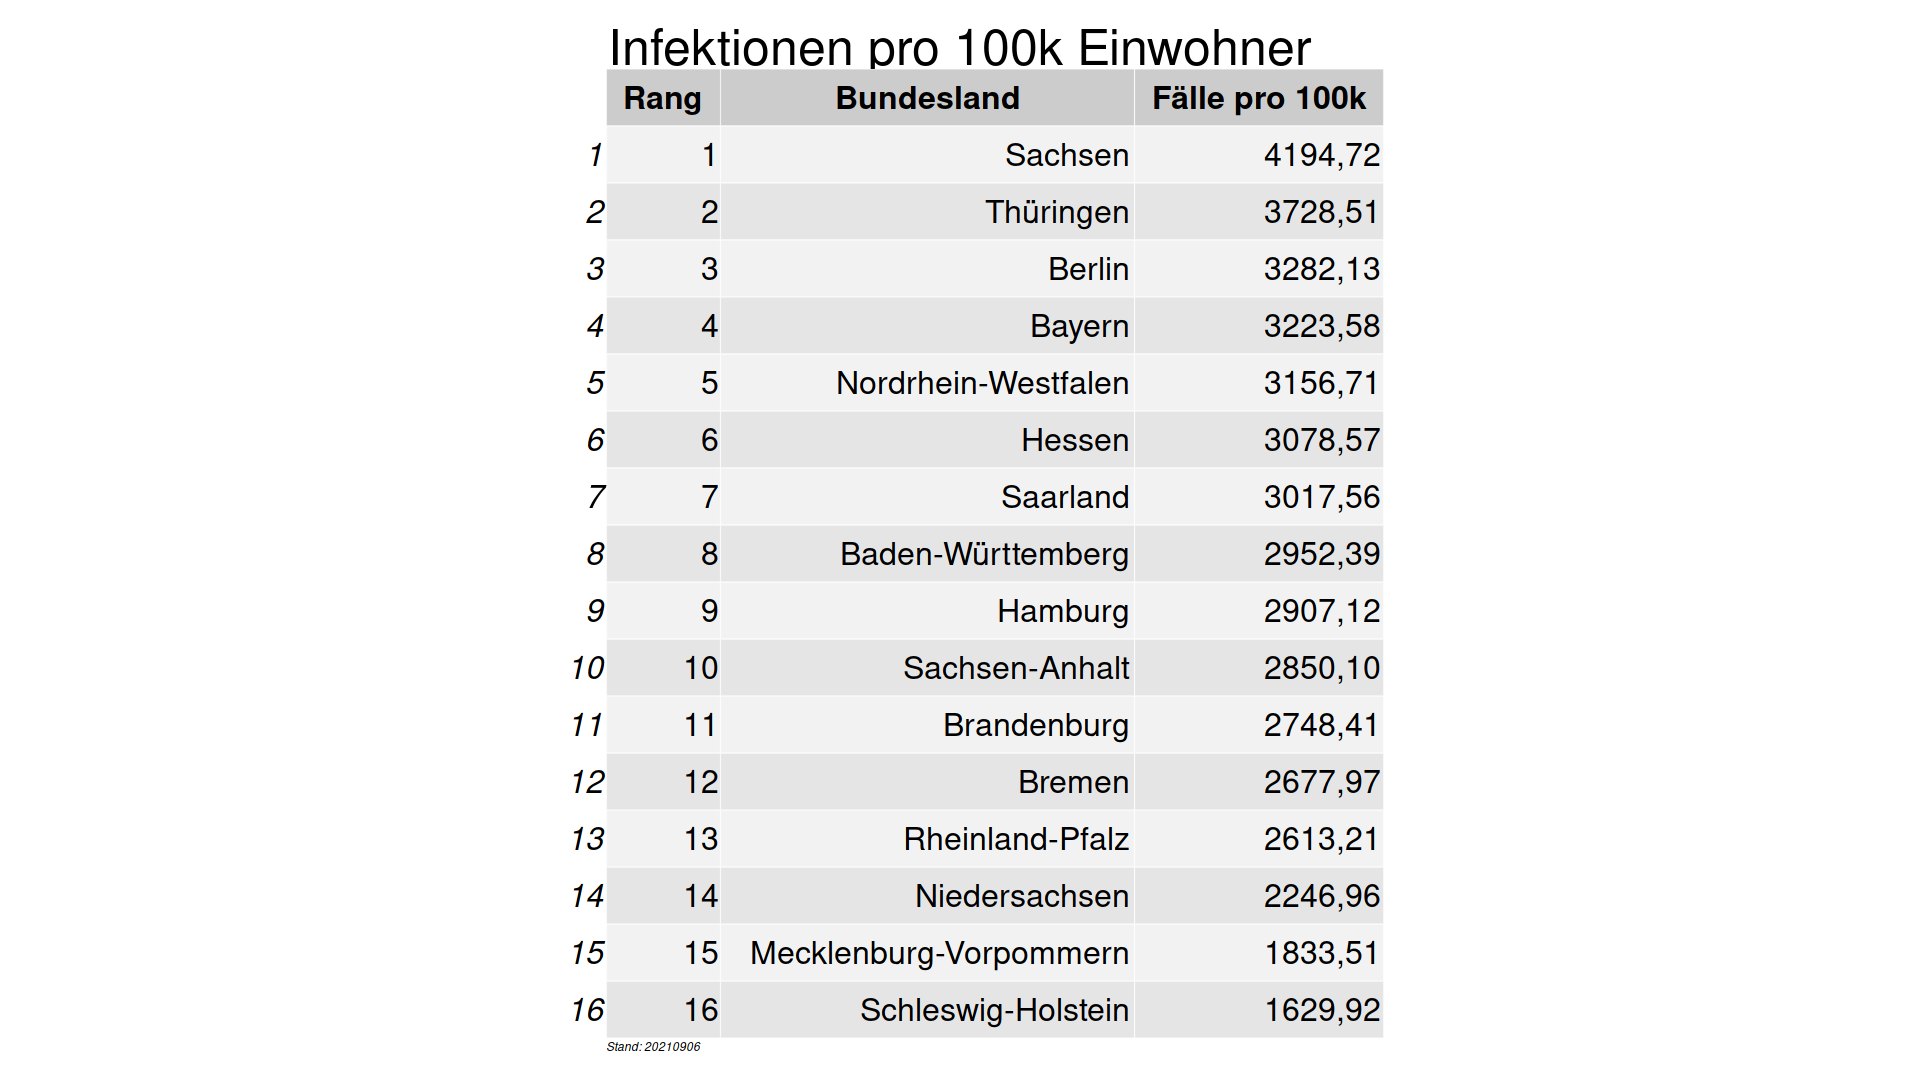 Infektionen pro 100k Einwohner
Rang Bundesland Fälle pro 100k
1 1 Sachsen 4194,72
2 2 Thüringen 3728,51
3 3 Berlin 3282,13
4 4 Bayern 3223,58
5 5 Nordrhein-Westfalen 3156,71
6 6 Hessen 3078,57
7 7 Saarland 3017,56
8 8 Baden-Württemberg 2952,39
9 9 Hamburg 2907,12
10 10 Sachsen-Anhalt 2850,10
11 11 Brandenburg 2748,41
12 12 Bremen 2677,97
13 13 Rheinland-Pfalz 2613,21
14 14 Niedersachsen 2246,96
15 15 Mecklenburg-Vorpommern 1833,51
16 16 Schleswig-Holstein 1629,92
Stand: 20210906